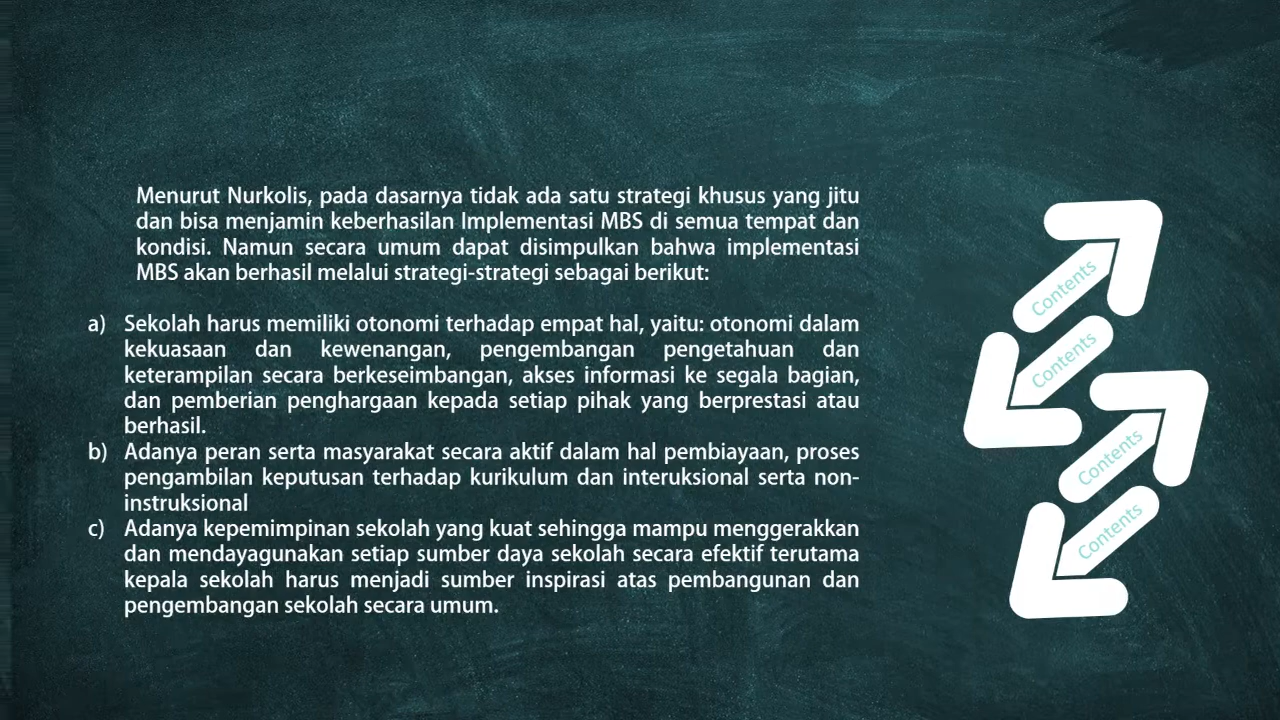 Menurut Nurkolis, pada dasarnya tidak ada satu strategi khusus yang jitu
dan bisa menjamin keberhasilan Implementasi MBS di semua tempat dan
kondisi. Namun secara umum dapat disimpulkan bahwa implementasi
MBS akan berhasil melalui strategi-strategi sebagai berikut:
a) Sekolah harus memiliki otonomi terhadap empat hal, yaitu: otonomi dalam
kekuasaan dan kewenangan, pengembangan pengetahuan dan
keterampilan secara berkeseimbangan, akses informasi ke segala bagian,
dan pemberian penghargaan kepada setiap pihak yang berprestasi atau
berhasil.
b) Adanya peran serta masyarakat secara aktif dalam hal pembiayaan, proses
pengambilan keputusan terhadap kurikulum dan interuksional serta non-
instruksional
c) Adanya kepemimpinan sekolah yang kuat sehingga mampu menggerakkan
dan mendayagunakan setiap sumber daya sekolah secara efektif terutama
kepala sekolah harus menjadi sumber inspirasi atas pembangunan dan
pengembangan sekolah secara umum.
Contents
Contents
Contents
Contents